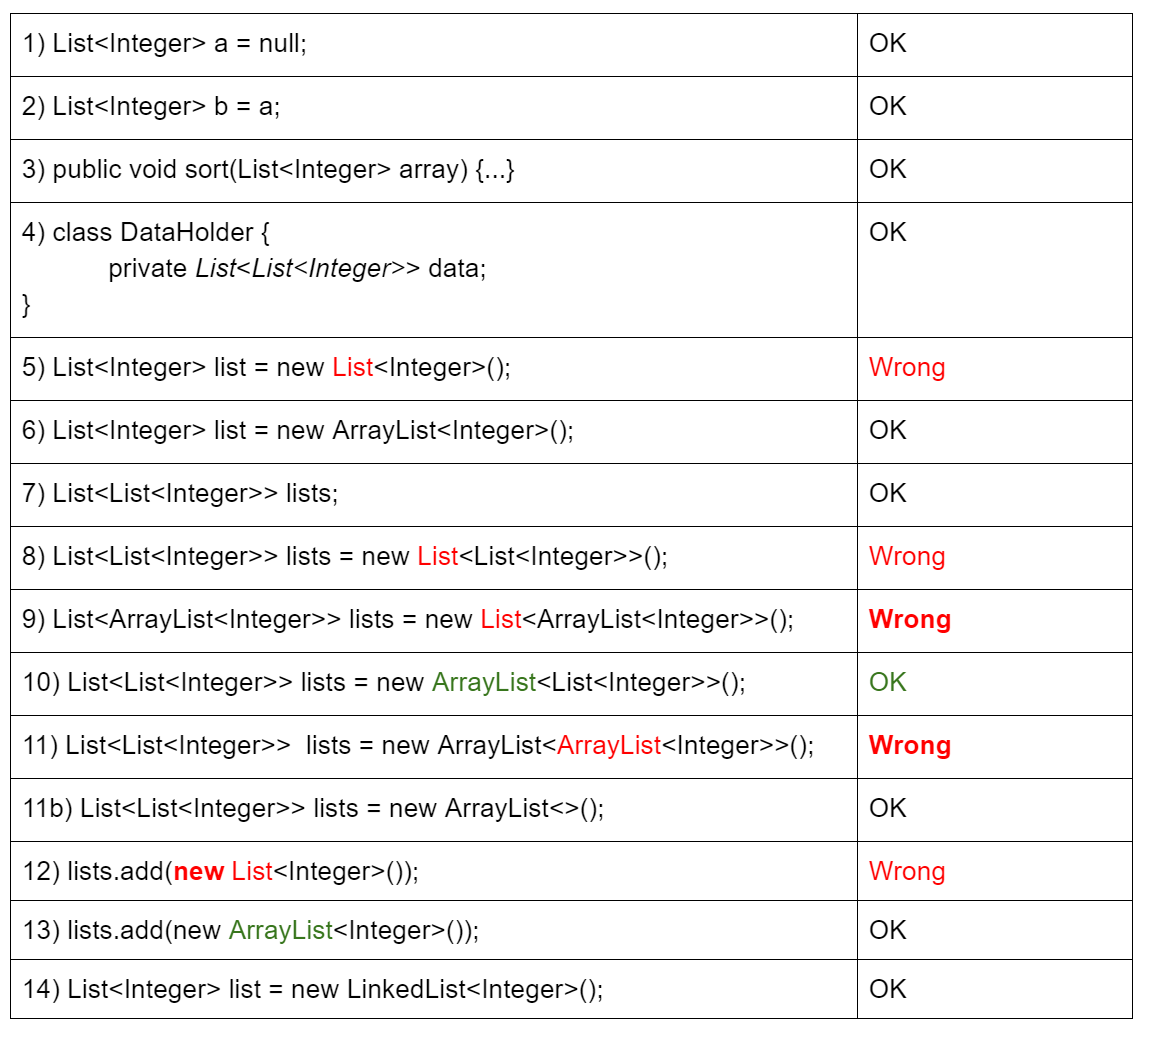 1) List<Integer> a = null; OK
2) List<Integer> b = a; OK
3) public void sort(List<Integer> array) {...} OK
4) class DataHolder { OK
private List<List<Integer>> data;
}
5) List<Integer> list = new List<Integer>(); Wrong
6) List<Integer> list = new ArrayList<Integer>(); OK
7) List<List<Integer>> lists; OK
8) List<List<Integer>> lists = new List<List<Integer>>(); Wrong
9) List<ArrayList<Integer>> lists = new List<ArrayList<Integer>>(); Wrong
10) List<List<Integer>> lists = new ArrayList<List<Integer>>(); OK
11) List<List<Integer>>  lists = new ArrayList<ArrayList<Integer>>(); Wrong
11b) List<List<Integer>> lists = new ArrayList<>(); OK
12) lists.add(new List<Integer>()); Wrong
13) lists.add(new ArrayList<Integer>()); OK
14) List<Integer> list = new LinkedList<Integer>(); OK